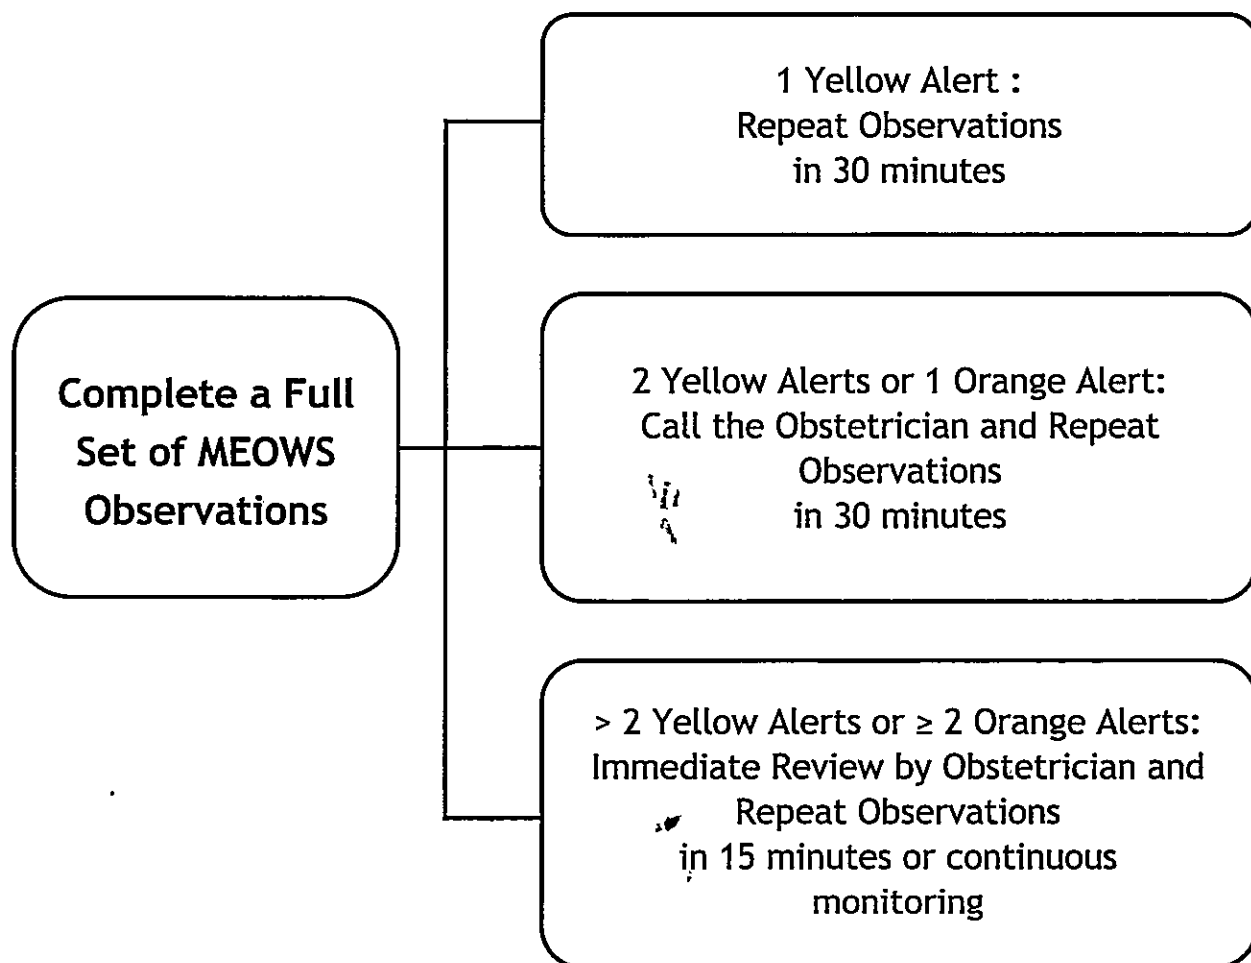 Complete a Full
Set of MEOWS
Observations
1 Yellow Alert :
Repeat Observations
in 30 minutes
2 Yellow Alerts or 1 Orange Alert:
Call the Obstetrician and Repeat
Observations
in 30 minutes
> 2 Yellow Alerts or ≥ 2 Orange Alerts:
Immediate Review by Obstetrician and
Repeat Observations
in 15 minutes or continuous
monitoring